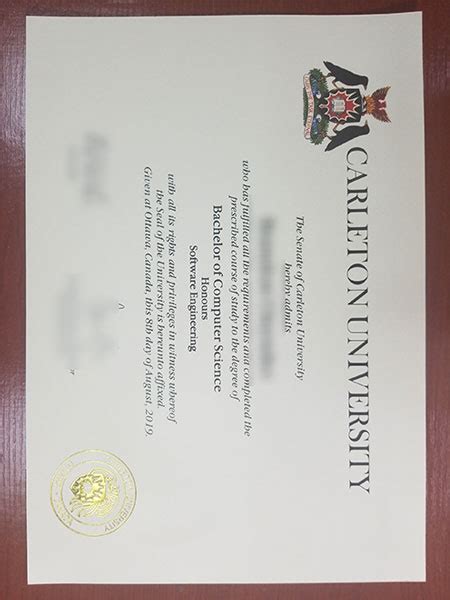 CARLETON UNIVERSITY
The Senate of Carleton University
hereby admits
who has fulfilled all the requirements and completed the
prescribed course of study to the degree of
Bachelor of Computer Science
Honours
Software Engineering
with all its rights and privileges in witness whereof
the Seal of the University is hereunto affixed.
Given at Ottawa, Canada, this 8th day of August, 2019.